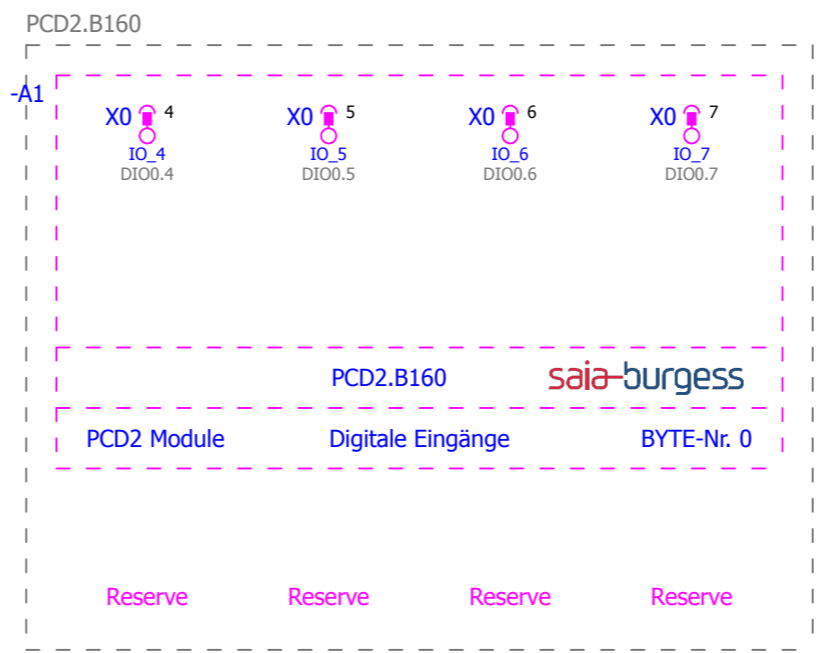 PCD2.B160
-A1
X0 4 X0 5 X0 6 X0 7
IO_4 IO_5 IO_6 IO_7
DIO0.4 DIO0.5 DIO0.6 DIO0.7
PCD2.B160 saia-burgess
PCD2 Module Digitale Eingänge BYTE-Nr. 0
Reserve Reserve Reserve Reserve